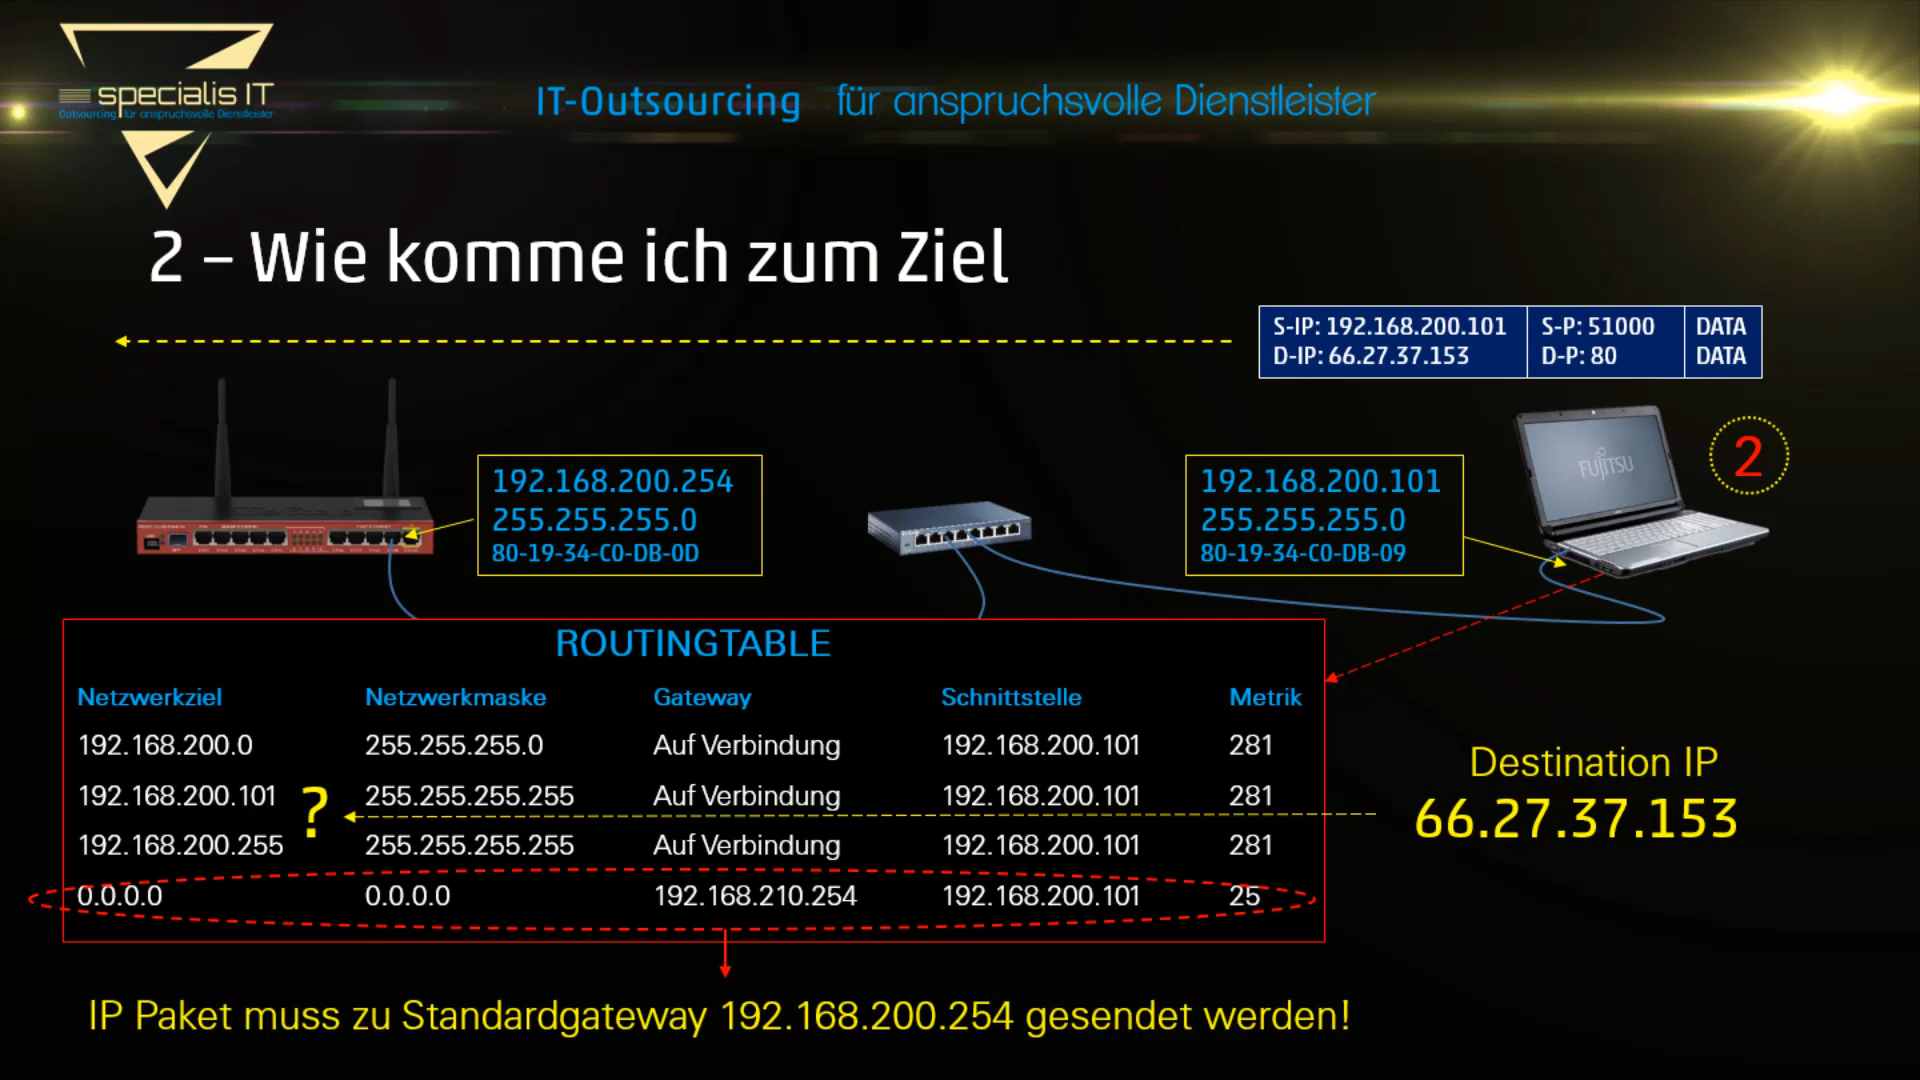 specialis IT
Outsourcing für anspruchsvolle Dienstleister
IT-Outsourcing für anspruchsvolle Dienstleister
2 – Wie komme ich zum Ziel
S-IP: 192.168.200.101 S-P: 51000 DATA
D-IP: 66.27.37.153 D-P: 80 DATA
192.168.200.254
255.255.255.0
80-19-34-C0-DB-0D
192.168.200.101
255.255.255.0
80-19-34-C0-DB-09
FUJITSU
2
ROUTINGTABLE
Netzwerkziel Netzwerkmaske Gateway Schnittstelle Metrik
192.168.200.0 255.255.255.0 Auf Verbindung 192.168.200.101 281
192.168.200.101 255.255.255.255 Auf Verbindung 192.168.200.101 281
?
192.168.200.255 255.255.255.255 Auf Verbindung 192.168.200.101 281
0.0.0.0 0.0.0.0 192.168.210.254 192.168.200.101 25
Destination IP
66.27.37.153
IP Paket muss zu Standardgateway 192.168.200.254 gesendet werden!